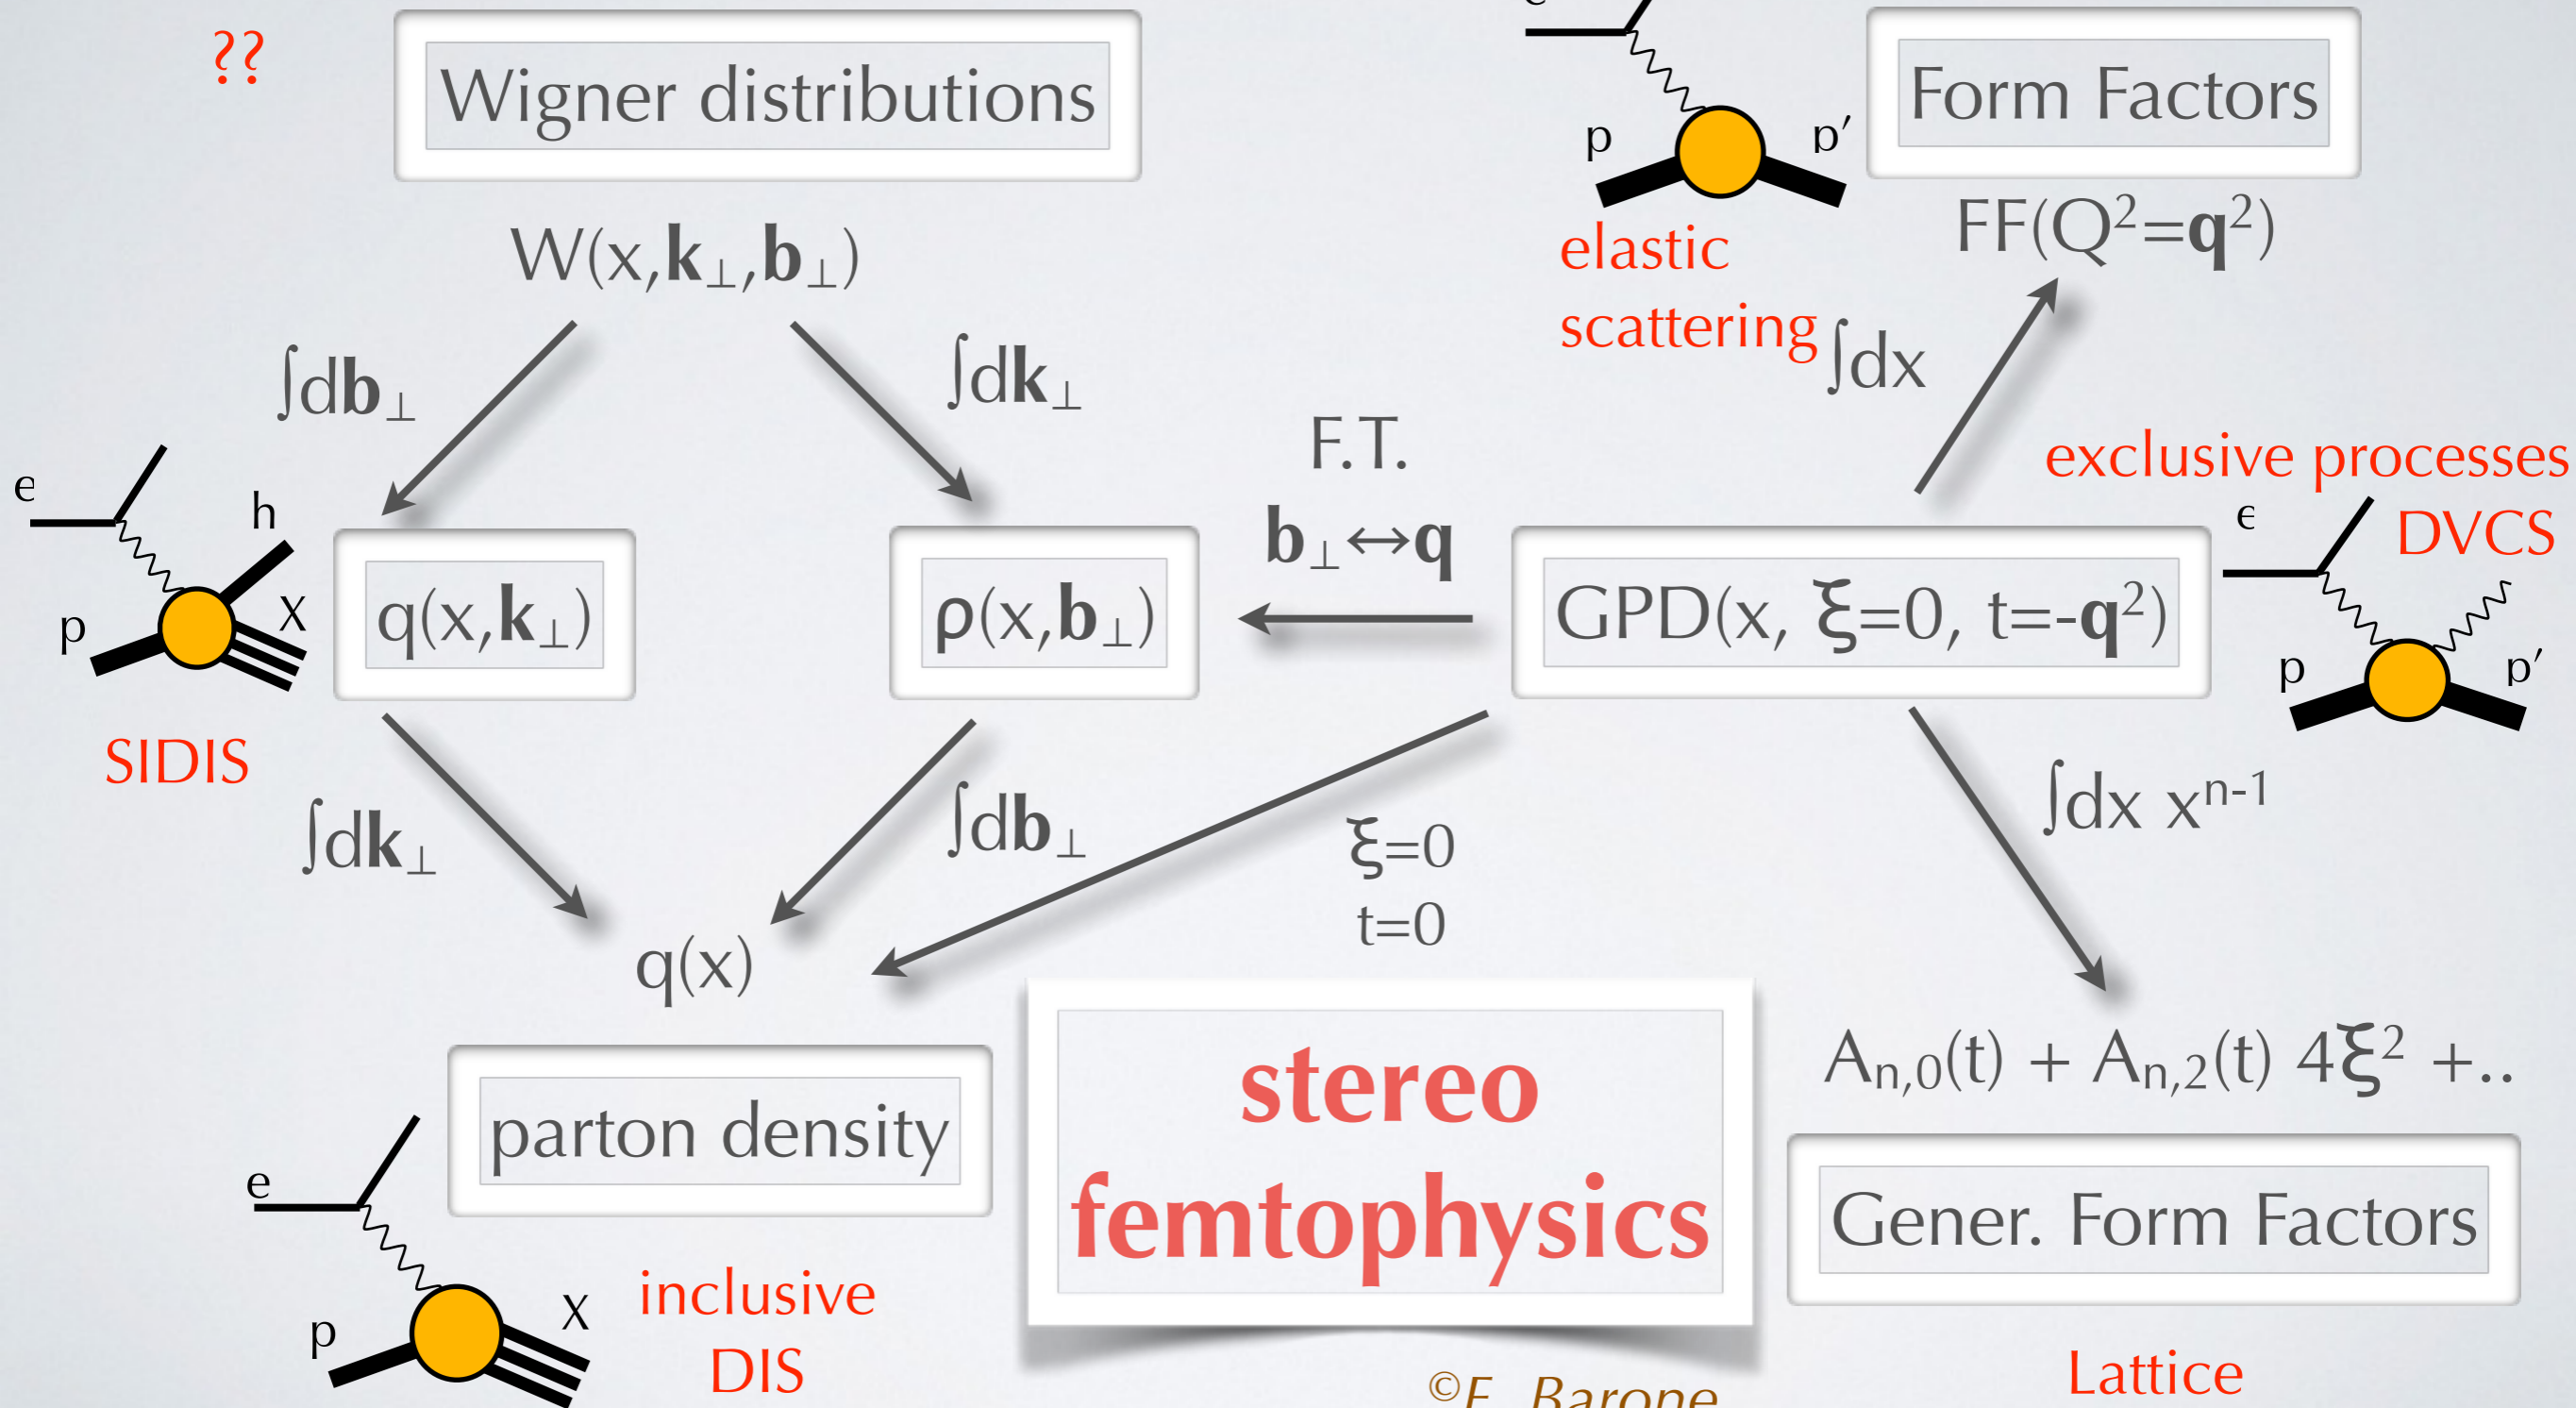 ??
Wigner distributions
W(x,k⊥,b⊥)
∫db⊥
∫dk⊥
e
h
p
X
SIDIS
q(x,k⊥)
ρ(x,b⊥)
F.T.
b⊥↔q
∫dk⊥
∫db⊥
q(x)
parton density
e
p
X
inclusive
DIS
p
p′
elastic
scattering
Form Factors
FF(Q²=q²)
∫dx
exclusive processes
DVCS
e
p
p′
GPD(x, ξ=0, t=-q²)
ξ=0
t=0
∫dx xⁿ⁻¹
Aₙ,₀(t) + Aₙ,₂(t) 4ξ² +..
Gener. Form Factors
Lattice
stereo
femtophysics
Barone